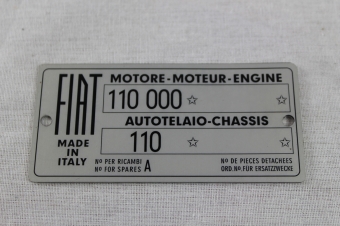 FIAT
MADE
IN
ITALY
MOTORE-MOTEUR-ENGINE
110 000
AUTOTELAIO-CHASSIS
110
Nº PER RICAMBI
Nº FOR SPARES A
Nº DE PIECES DETACHEES
ORD.NO.FUR ERSATZZWECKE